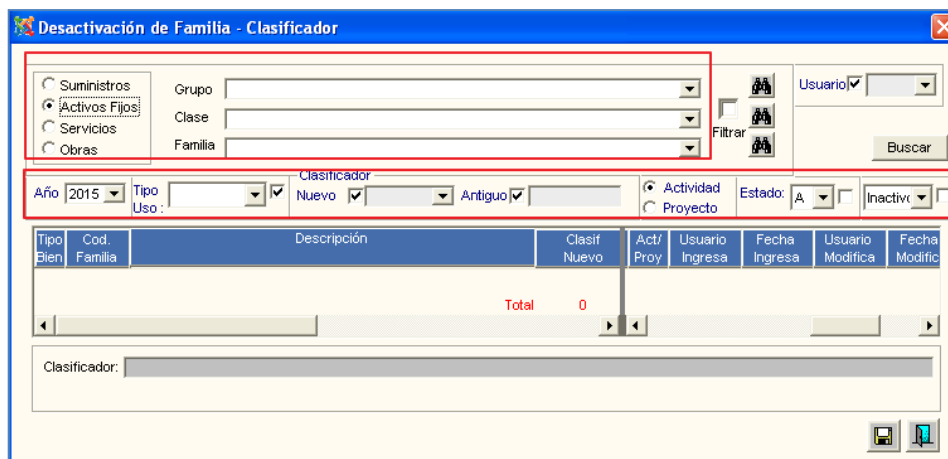 Desactivación de Familia - Clasificador
Suministros
Activos Fijos
Servicios
Obras
Grupo
Clase
Familia
Filtrar
Usuario
Buscar
Año 2015
Tipo
Uso :
Clasificador
Nuevo
Antiguo
Actividad
Proyecto
Estado: A
Inactivo
Tipo
Bien
Cod.
Familia
Descripción
Clasif
Nuevo
Act/
Proy
Usuario
Ingresa
Fecha
Ingresa
Usuario
Modifica
Fecha
Modific
Total 0
Clasificador: